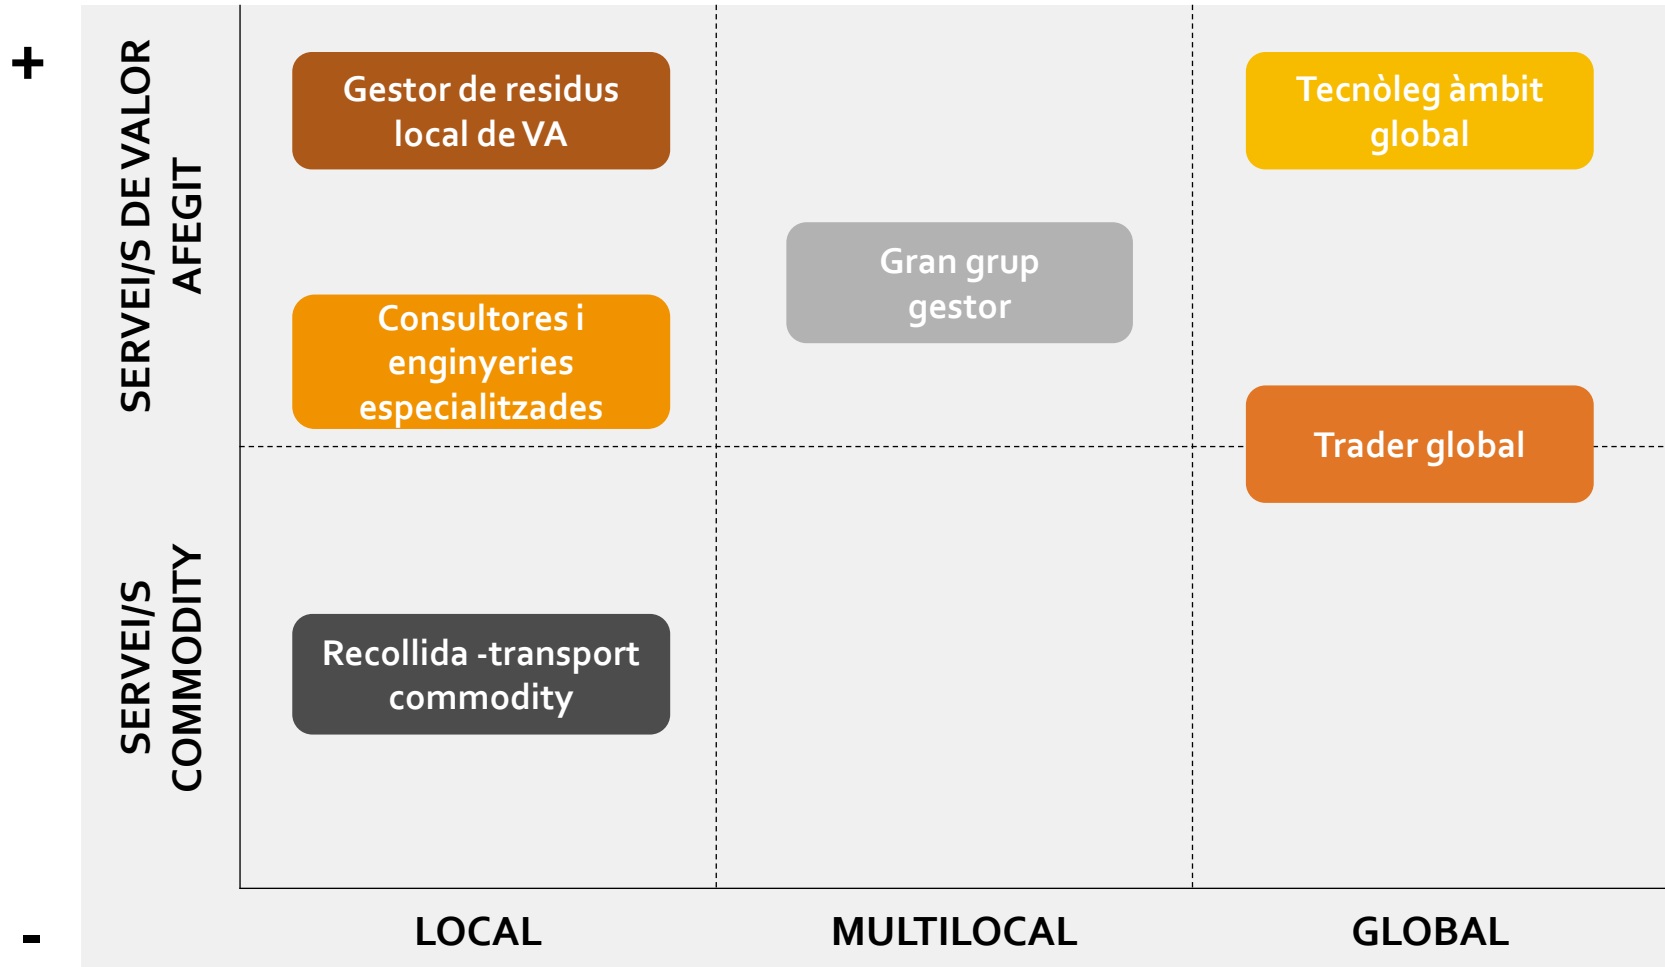 +
SERVEI/S DE VALOR
AFEGIT
Gestor de residus
local de VA
Tecnòleg àmbit
global
Gran grup
gestor
Consultores i
enginyeries
especialitzades
Trader global
SERVEI/S
COMMODITY
Recollida -transport
commodity
-
LOCAL
MULTILOCAL
GLOBAL